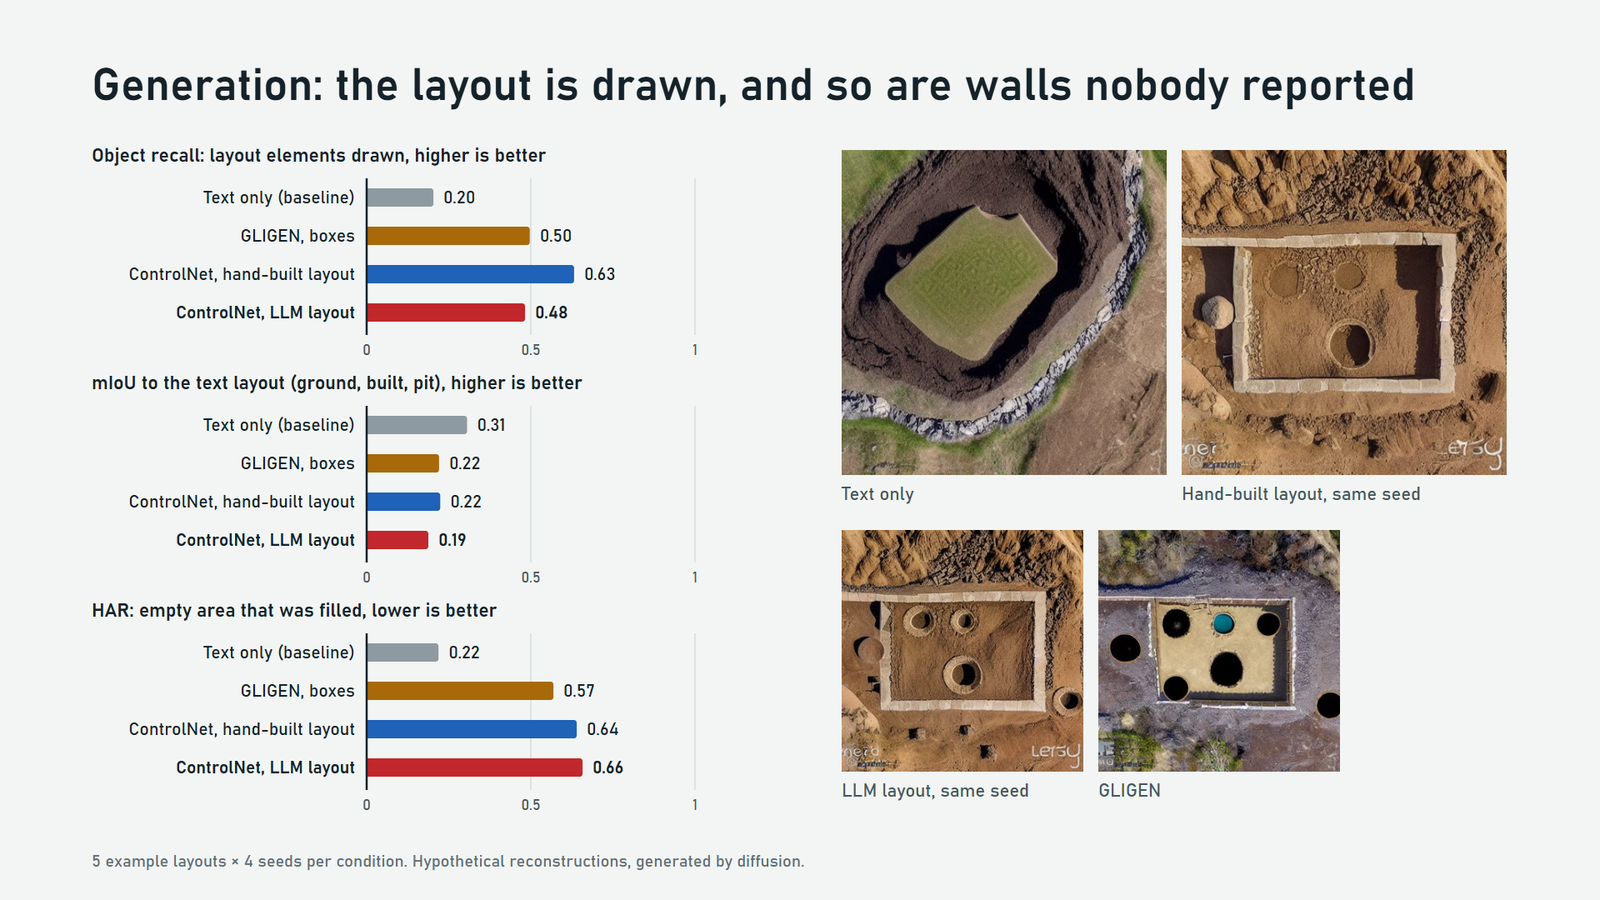 Generation: the layout is drawn, and so are walls nobody reported
Object recall: layout elements drawn, higher is better
Text only (baseline) 0.20
GLIGEN, boxes 0.50
ControlNet, hand-built layout 0.63
ControlNet, LLM layout 0.48
0 0.5 1
mIoU to the text layout (ground, built, pit), higher is better
Text only (baseline) 0.31
GLIGEN, boxes 0.22
ControlNet, hand-built layout 0.22
ControlNet, LLM layout 0.19
0 0.5 1
HAR: empty area that was filled, lower is better
Text only (baseline) 0.22
GLIGEN, boxes 0.57
ControlNet, hand-built layout 0.64
ControlNet, LLM layout 0.66
0 0.5 1
Text only
Hand-built layout, same seed
LLM layout, same seed
GLIGEN
5 example layouts × 4 seeds per condition. Hypothetical reconstructions, generated by diffusion.